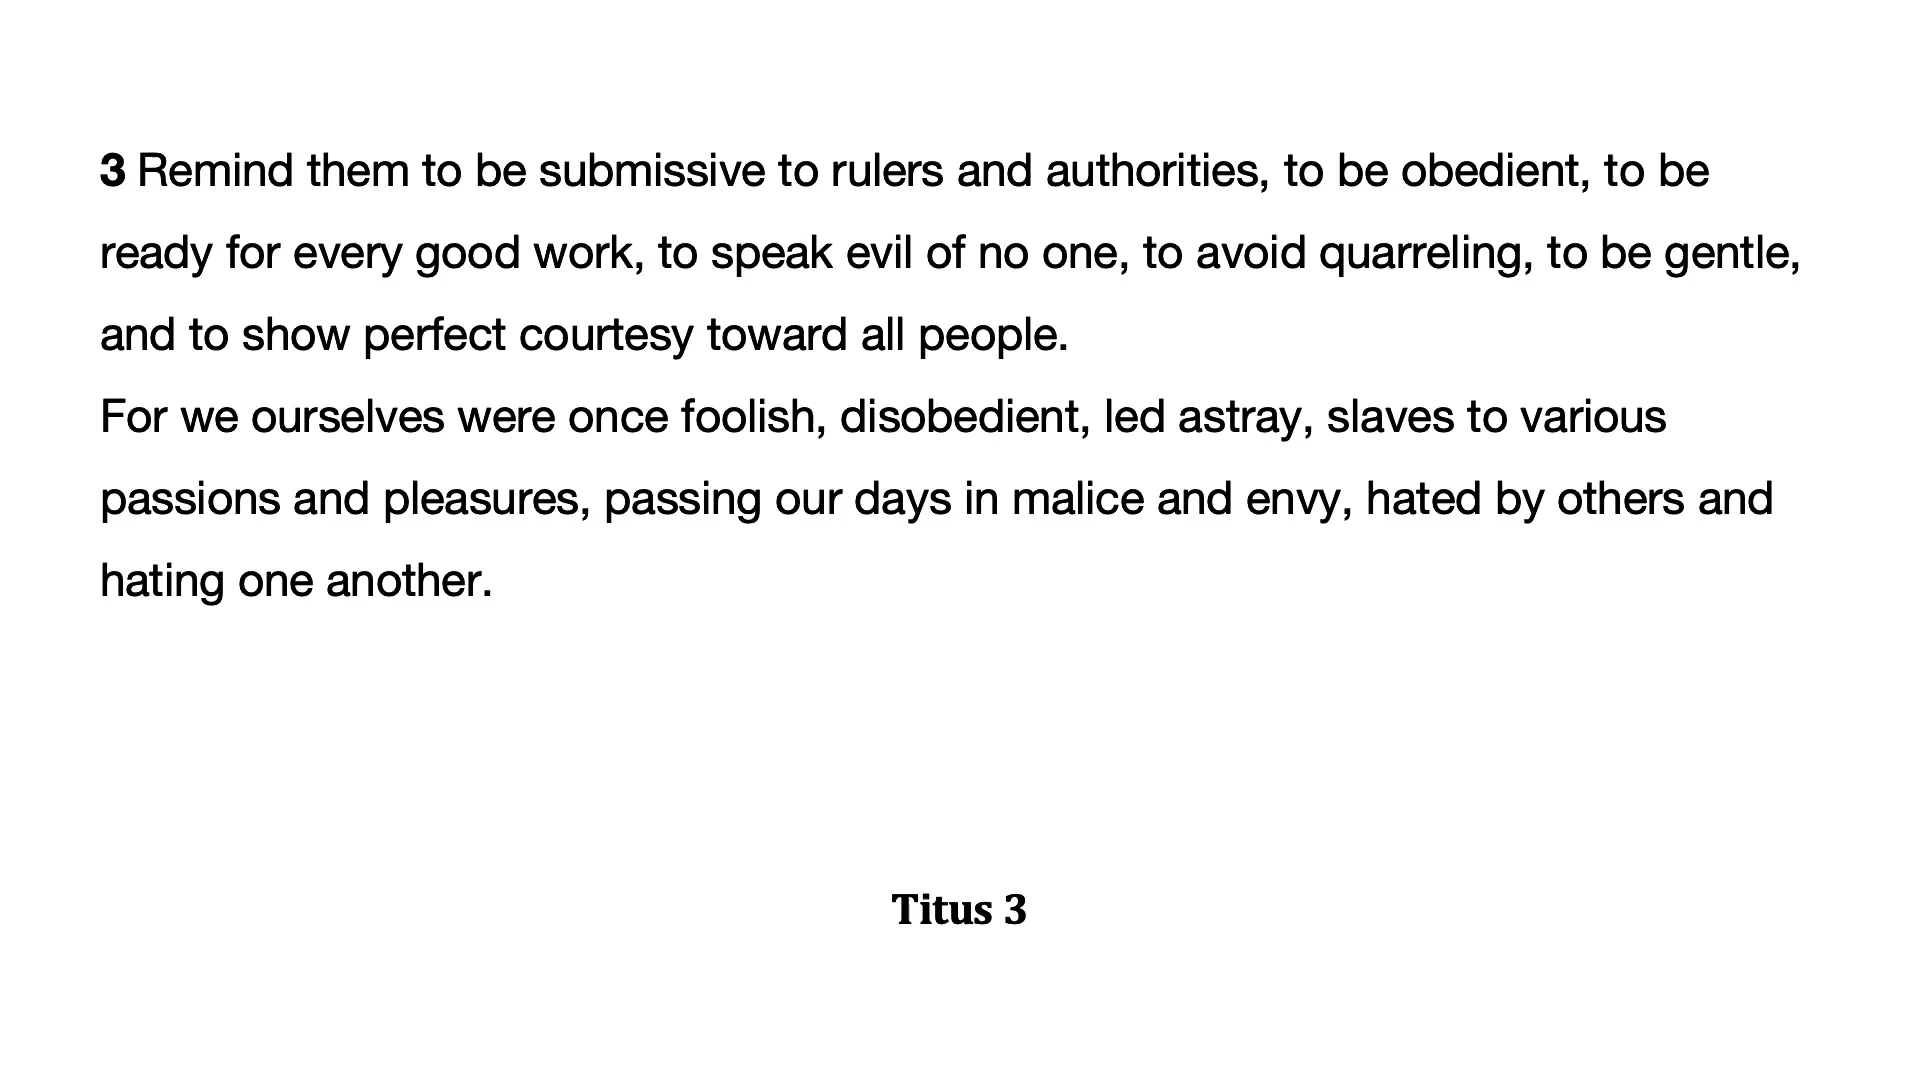 3 Remind them to be submissive to rulers and authorities, to be obedient, to be
ready for every good work, to speak evil of no one, to avoid quarreling, to be gentle,
and to show perfect courtesy toward all people.
For we ourselves were once foolish, disobedient, led astray, slaves to various
passions and pleasures, passing our days in malice and envy, hated by others and
hating one another.
Titus 3